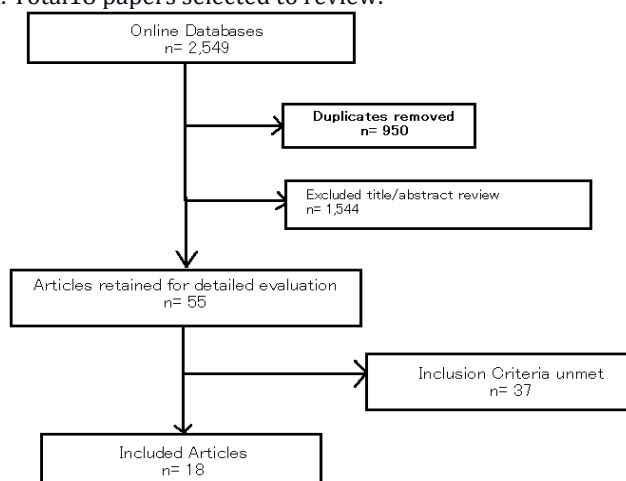 . Total18 papers selected to review.
Online Databases
n= 2,549
Duplicates removed
n= 950
Excluded title/abstract review
n= 1,544
Articles retained for detailed evaluation
n= 55
Inclusion Criteria unmet
n= 37
Included Articles
n= 18